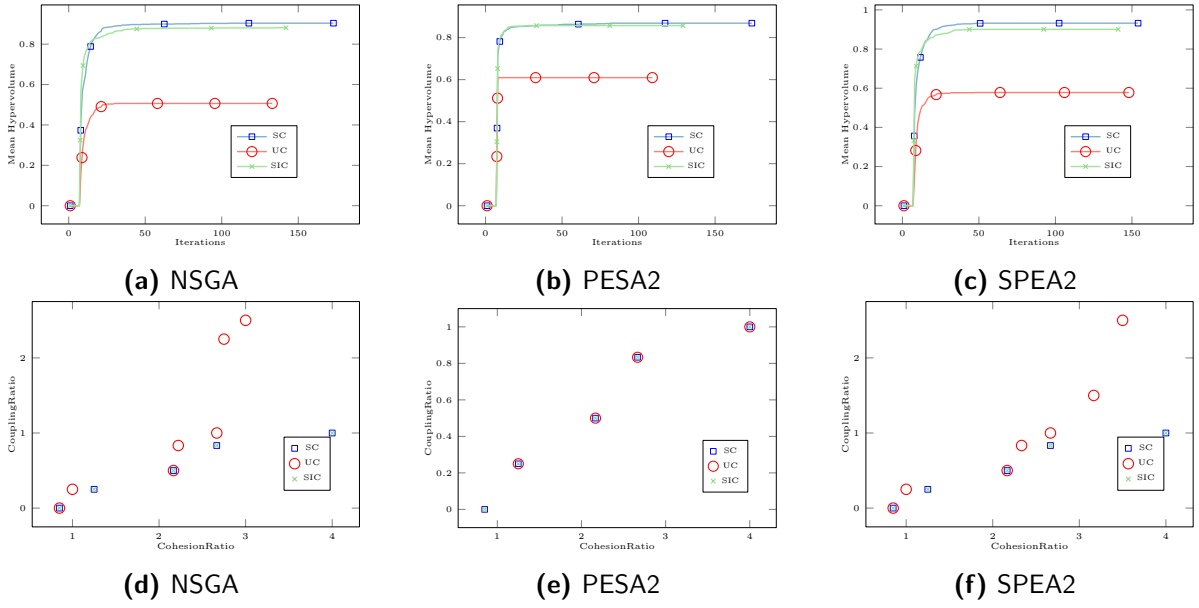 Mean Hypervolume
0.8
0.6
0.4
0.2
0
0
50
100
150
Iterations
SC
UC
SIC
(a) NSGA
Mean Hypervolume
0.8
0.6
0.4
0.2
0
0
50
100
150
Iterations
SC
UC
SIC
(b) PESA2
Mean Hypervolume
0.8
0.6
0.4
0.2
0
0
50
100
150
Iterations
SC
UC
SIC
(c) SPEA2
CouplingRatio
2
1
0
1
2
3
4
CohesionRatio
SC
UC
SIC
(d) NSGA
CouplingRatio
1
0.8
0.6
0.4
0.2
0
1
2
3
4
CohesionRatio
SC
UC
SIC
(e) PESA2
CouplingRatio
2
1
0
1
2
3
4
CohesionRatio
SC
UC
SIC
(f) SPEA2